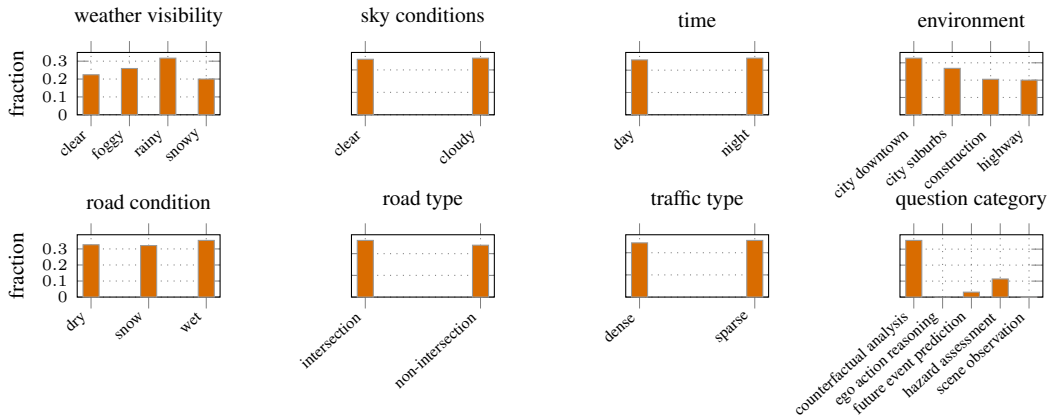 weather visibility
sky conditions
time
environment
fraction
0.3
0.2
0.1
0
clear
foggy
rainy
snowy
clear
cloudy
day
night
city downtown
city suburbs
construction
highway
road condition
road type
traffic type
question category
fraction
0.3
0.2
0.1
0
dry
snow
wet
intersection
non-intersection
dense
sparse
counterfactual analysis
ego action reasoning
future event prediction
hazard assessment
scene observation